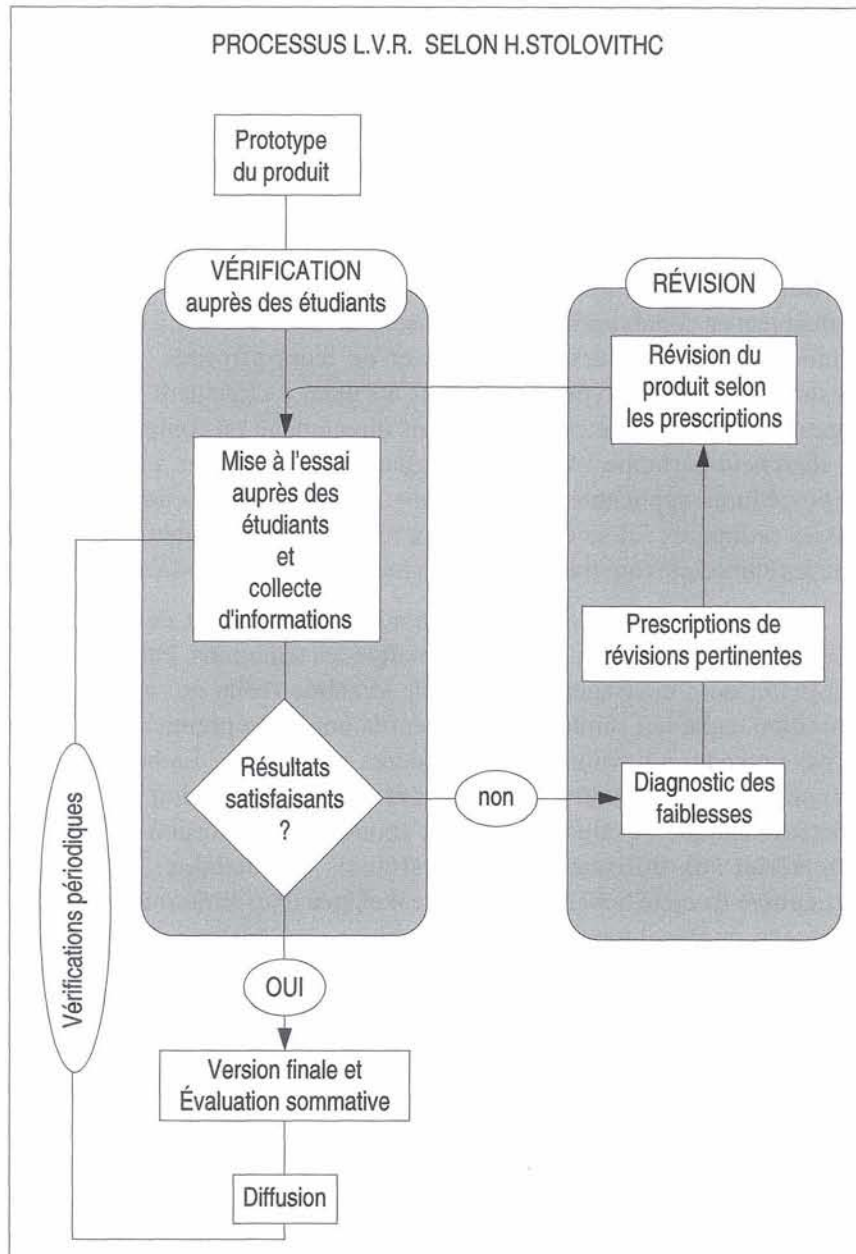 PROCESSUS L.V.R. SELON H.STOLOVITHC
Prototype
du produit
VÉRIFICATION
auprès des étudiants
RÉVISION
Révision du
produit selon
les prescriptions
Mise à l'essai
auprès des
étudiants
et
collecte
d'informations
Prescriptions de
révisions pertinentes
Résultats
satisfaisants
?
non
Diagnostic des
faiblesses
Vérifications périodiques
OUI
Version finale et
Évaluation sommative
Diffusion